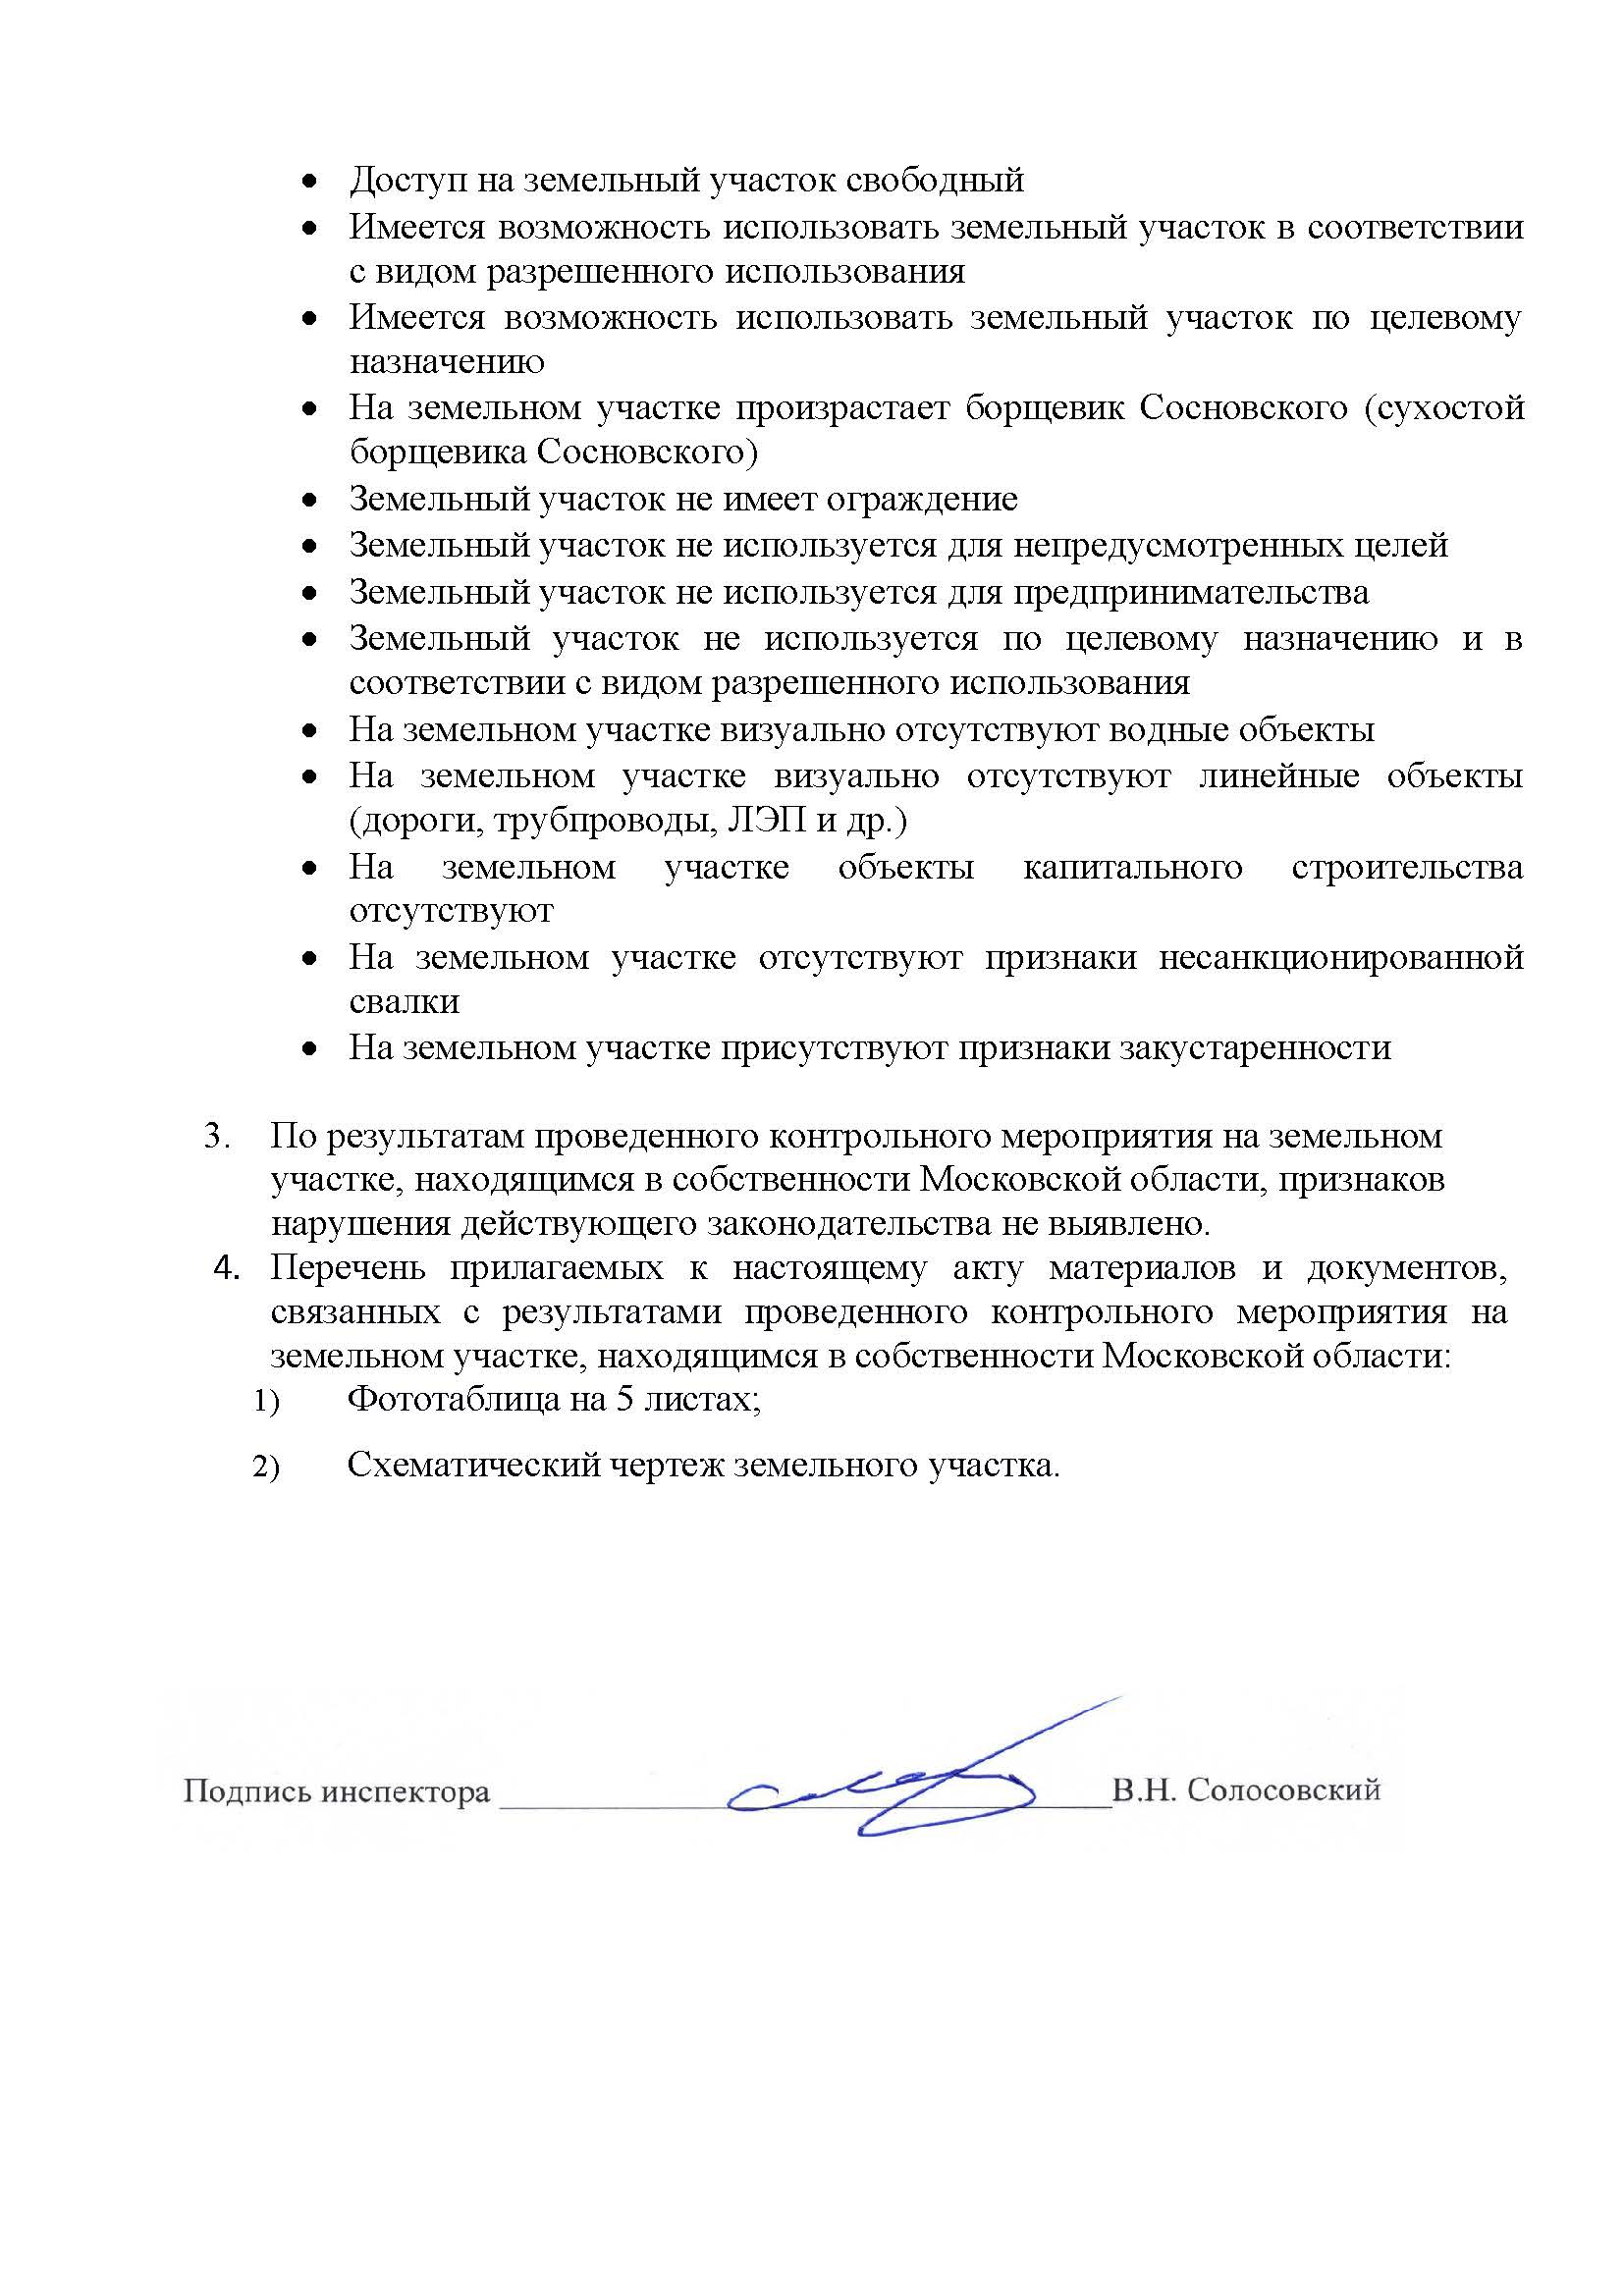 • Доступ на земельный участок свободный
• Имеется возможность использовать земельный участок в соответствии
с видом разрешенного использования
• Имеется возможность использовать земельный участок по целевому
назначению
• На земельном участке произрастает борщевик Сосновского (сухостой
борщевика Сосновского)
• Земельный участок не имеет ограждение
• Земельный участок не используется для непредусмотренных целей
• Земельный участок не используется для предпринимательства
• Земельный участок не используется по целевому назначению и в
соответствии с видом разрешенного использования
• На земельном участке визуально отсутствуют водные объекты
• На земельном участке визуально отсутствуют линейные объекты
(дороги, трубпроводы, ЛЭП и др.)
• На земельном участке объекты капитального строительства
отсутствуют
• На земельном участке отсутствуют признаки несанкционированной
свалки
• На земельном участке присутствуют признаки закустаренности
3. По результатам проведенного контрольного мероприятия на земельном
участке, находящимся в собственности Московской области, признаков
нарушения действующего законодательства не выявлено.
4. Перечень прилагаемых к настоящему акту материалов и документов,
связанных с результатами проведенного контрольного мероприятия на
земельном участке, находящимся в собственности Московской области:
1) Фототаблица на 5 листах;
2) Схематический чертеж земельного участка.
Подпись инспектора В.Н. Солосовский